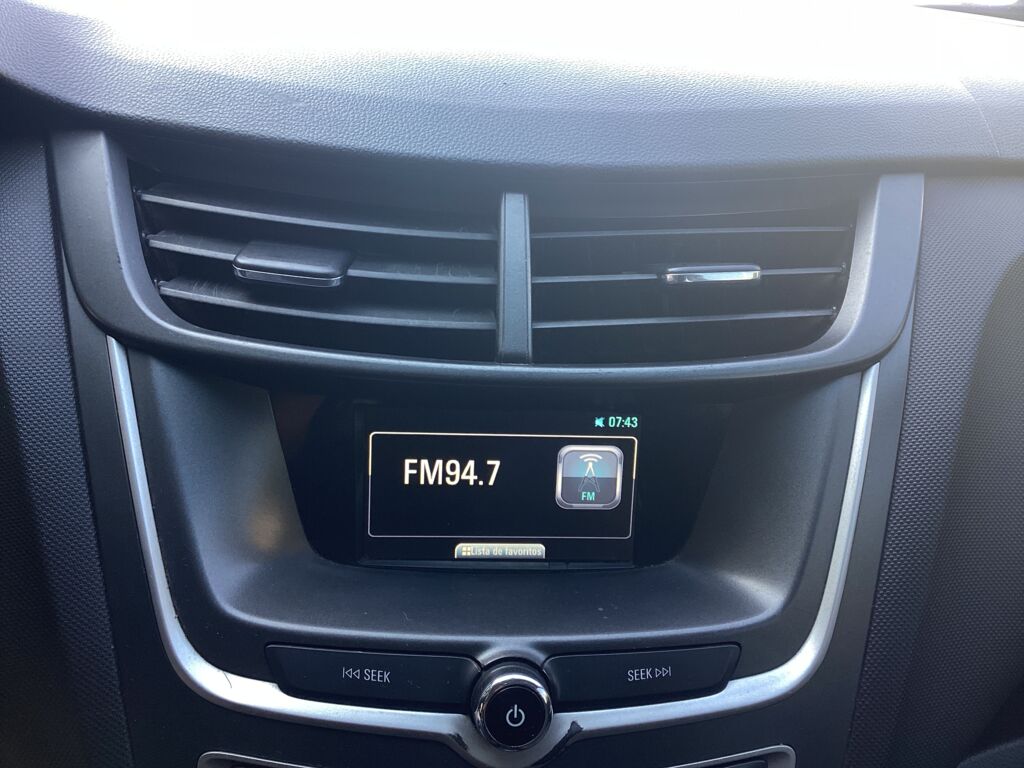 07:43
FM94.7
FM
Lista de favoritos
SEEK
SEEK